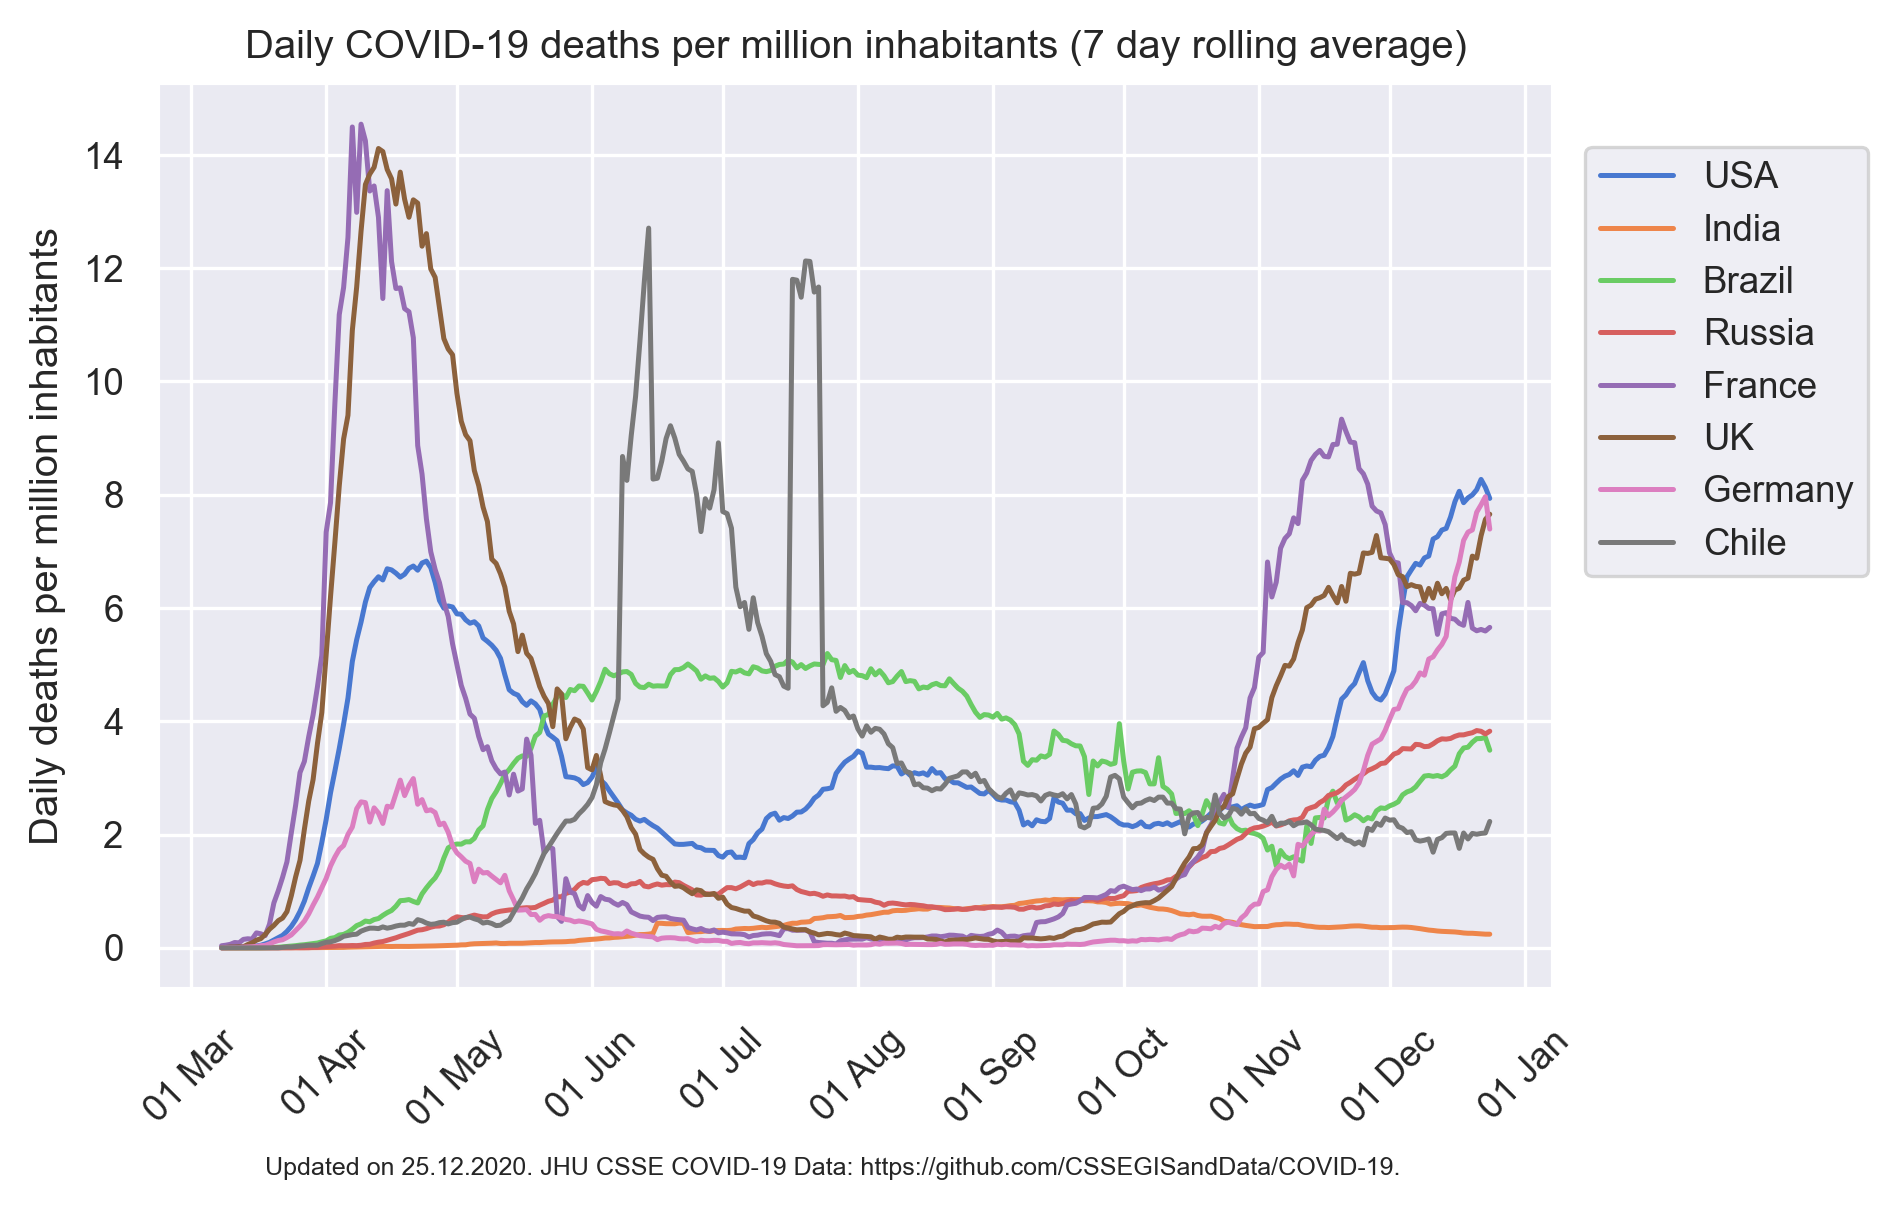 Daily COVID-19 deaths per million inhabitants (7 day rolling average)
Daily deaths per million inhabitants
14
12
10
8
6
4
2
0
01 Mar
01 Apr
01 May
01 Jun
01 Jul
01 Aug
01 Sep
01 Oct
01 Nov
01 Dec
01 Jan
USA
India
Brazil
Russia
France
UK
Germany
Chile
Updated on 25.12.2020. JHU CSSE COVID-19 Data: https://github.com/CSSEGISandData/COVID-19.